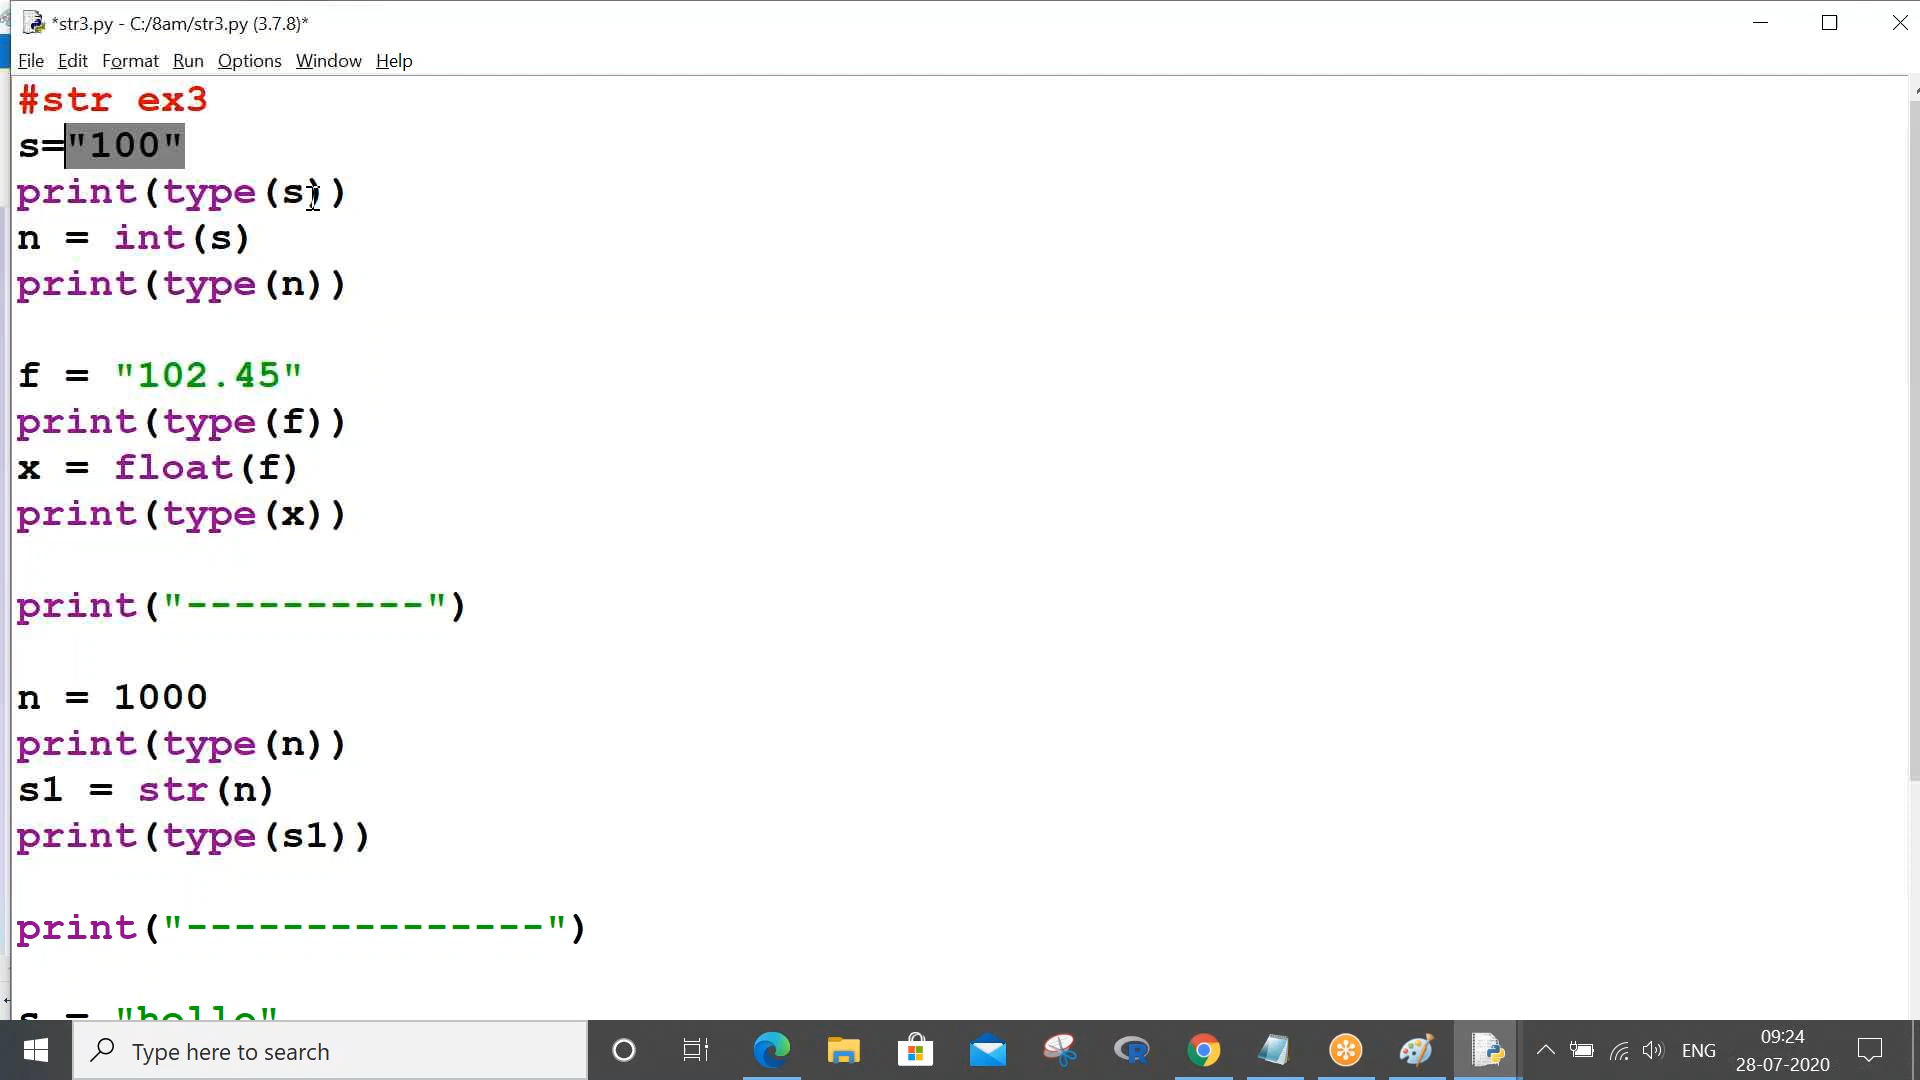 *str3.py - C:/8am/str3.py (3.7.8)*
File Edit Format Run Options Window Help
#str ex3
s="100"
print(type(s))
n = int(s)
print(type(n))
f = "102.45"
print(type(f))
x = float(f)
print(type(x))
print("----------")
n = 1000
print(type(n))
s1 = str(n)
print(type(s1))
print("---------------")
s = "hello"
Type here to search
ENG
09:24
28-07-2020